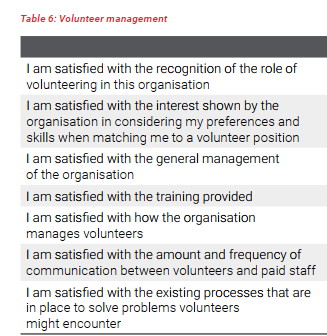 Table 6: Volunteer management
I am satisfied with the recognition of the role of
volunteering in this organisation
I am satisfied with the interest shown by the
organisation in considering my preferences and
skills when matching me to a volunteer position
I am satisfied with the general management
of the organisation
I am satisfied with the training provided
I am satisfied with how the organisation
manages volunteers
I am satisfied with the amount and frequency of
communication between volunteers and paid staff
I am satisfied with the existing processes that are
in place to solve problems volunteers
might encounter